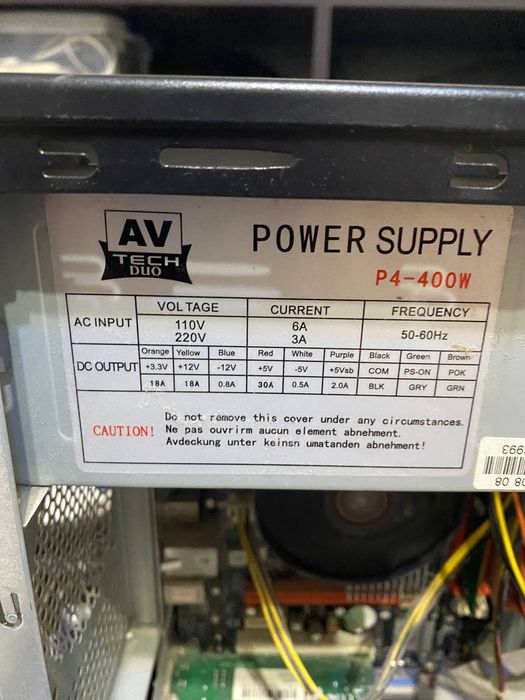 AV
TECH
DUO
POWER SUPPLY
P4-400W
AC INPUT VOLTAGE CURRENT FREQUENCY
110V 6A 50-60Hz
220V 3A
DC OUTPUT Orange Yellow Blue Red White Purple Black Green Brown
+3.3V +12V -12V +5V -5V +5Vsb COM PS-ON POK
18A 18A 0.8A 30A 0.5A 2.0A BLK GRY GRN
CAUTION!
Do not remove this cover under any circumstances.
Ne pas ouvrirm aucun element abnehment.
Avdeckung unter keinsn umatanden abnehment!
08 08